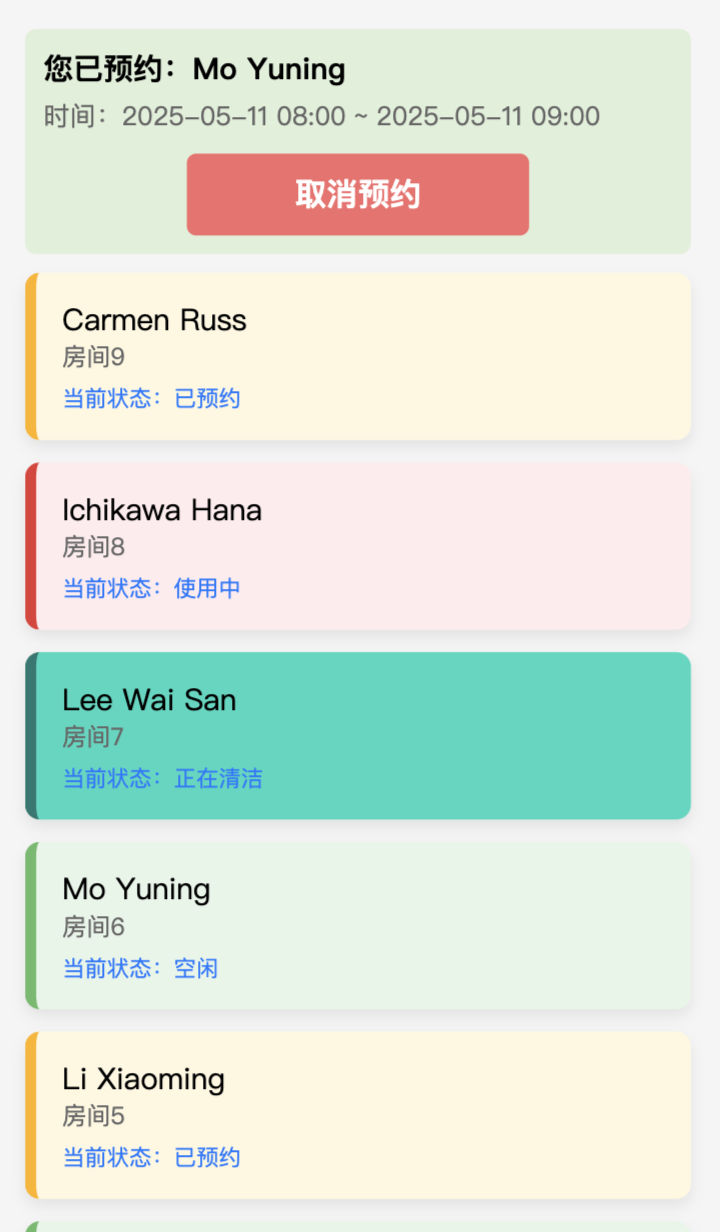 您已预约：Mo Yuning
时间：2025-05-11 08:00 ~ 2025-05-11 09:00
取消预约
Carmen Russ
房间9
当前状态：已预约
Ichikawa Hana
房间8
当前状态：使用中
Lee Wai San
房间7
当前状态：正在清洁
Mo Yuning
房间6
当前状态：空闲
Li Xiaoming
房间5
当前状态：已预约